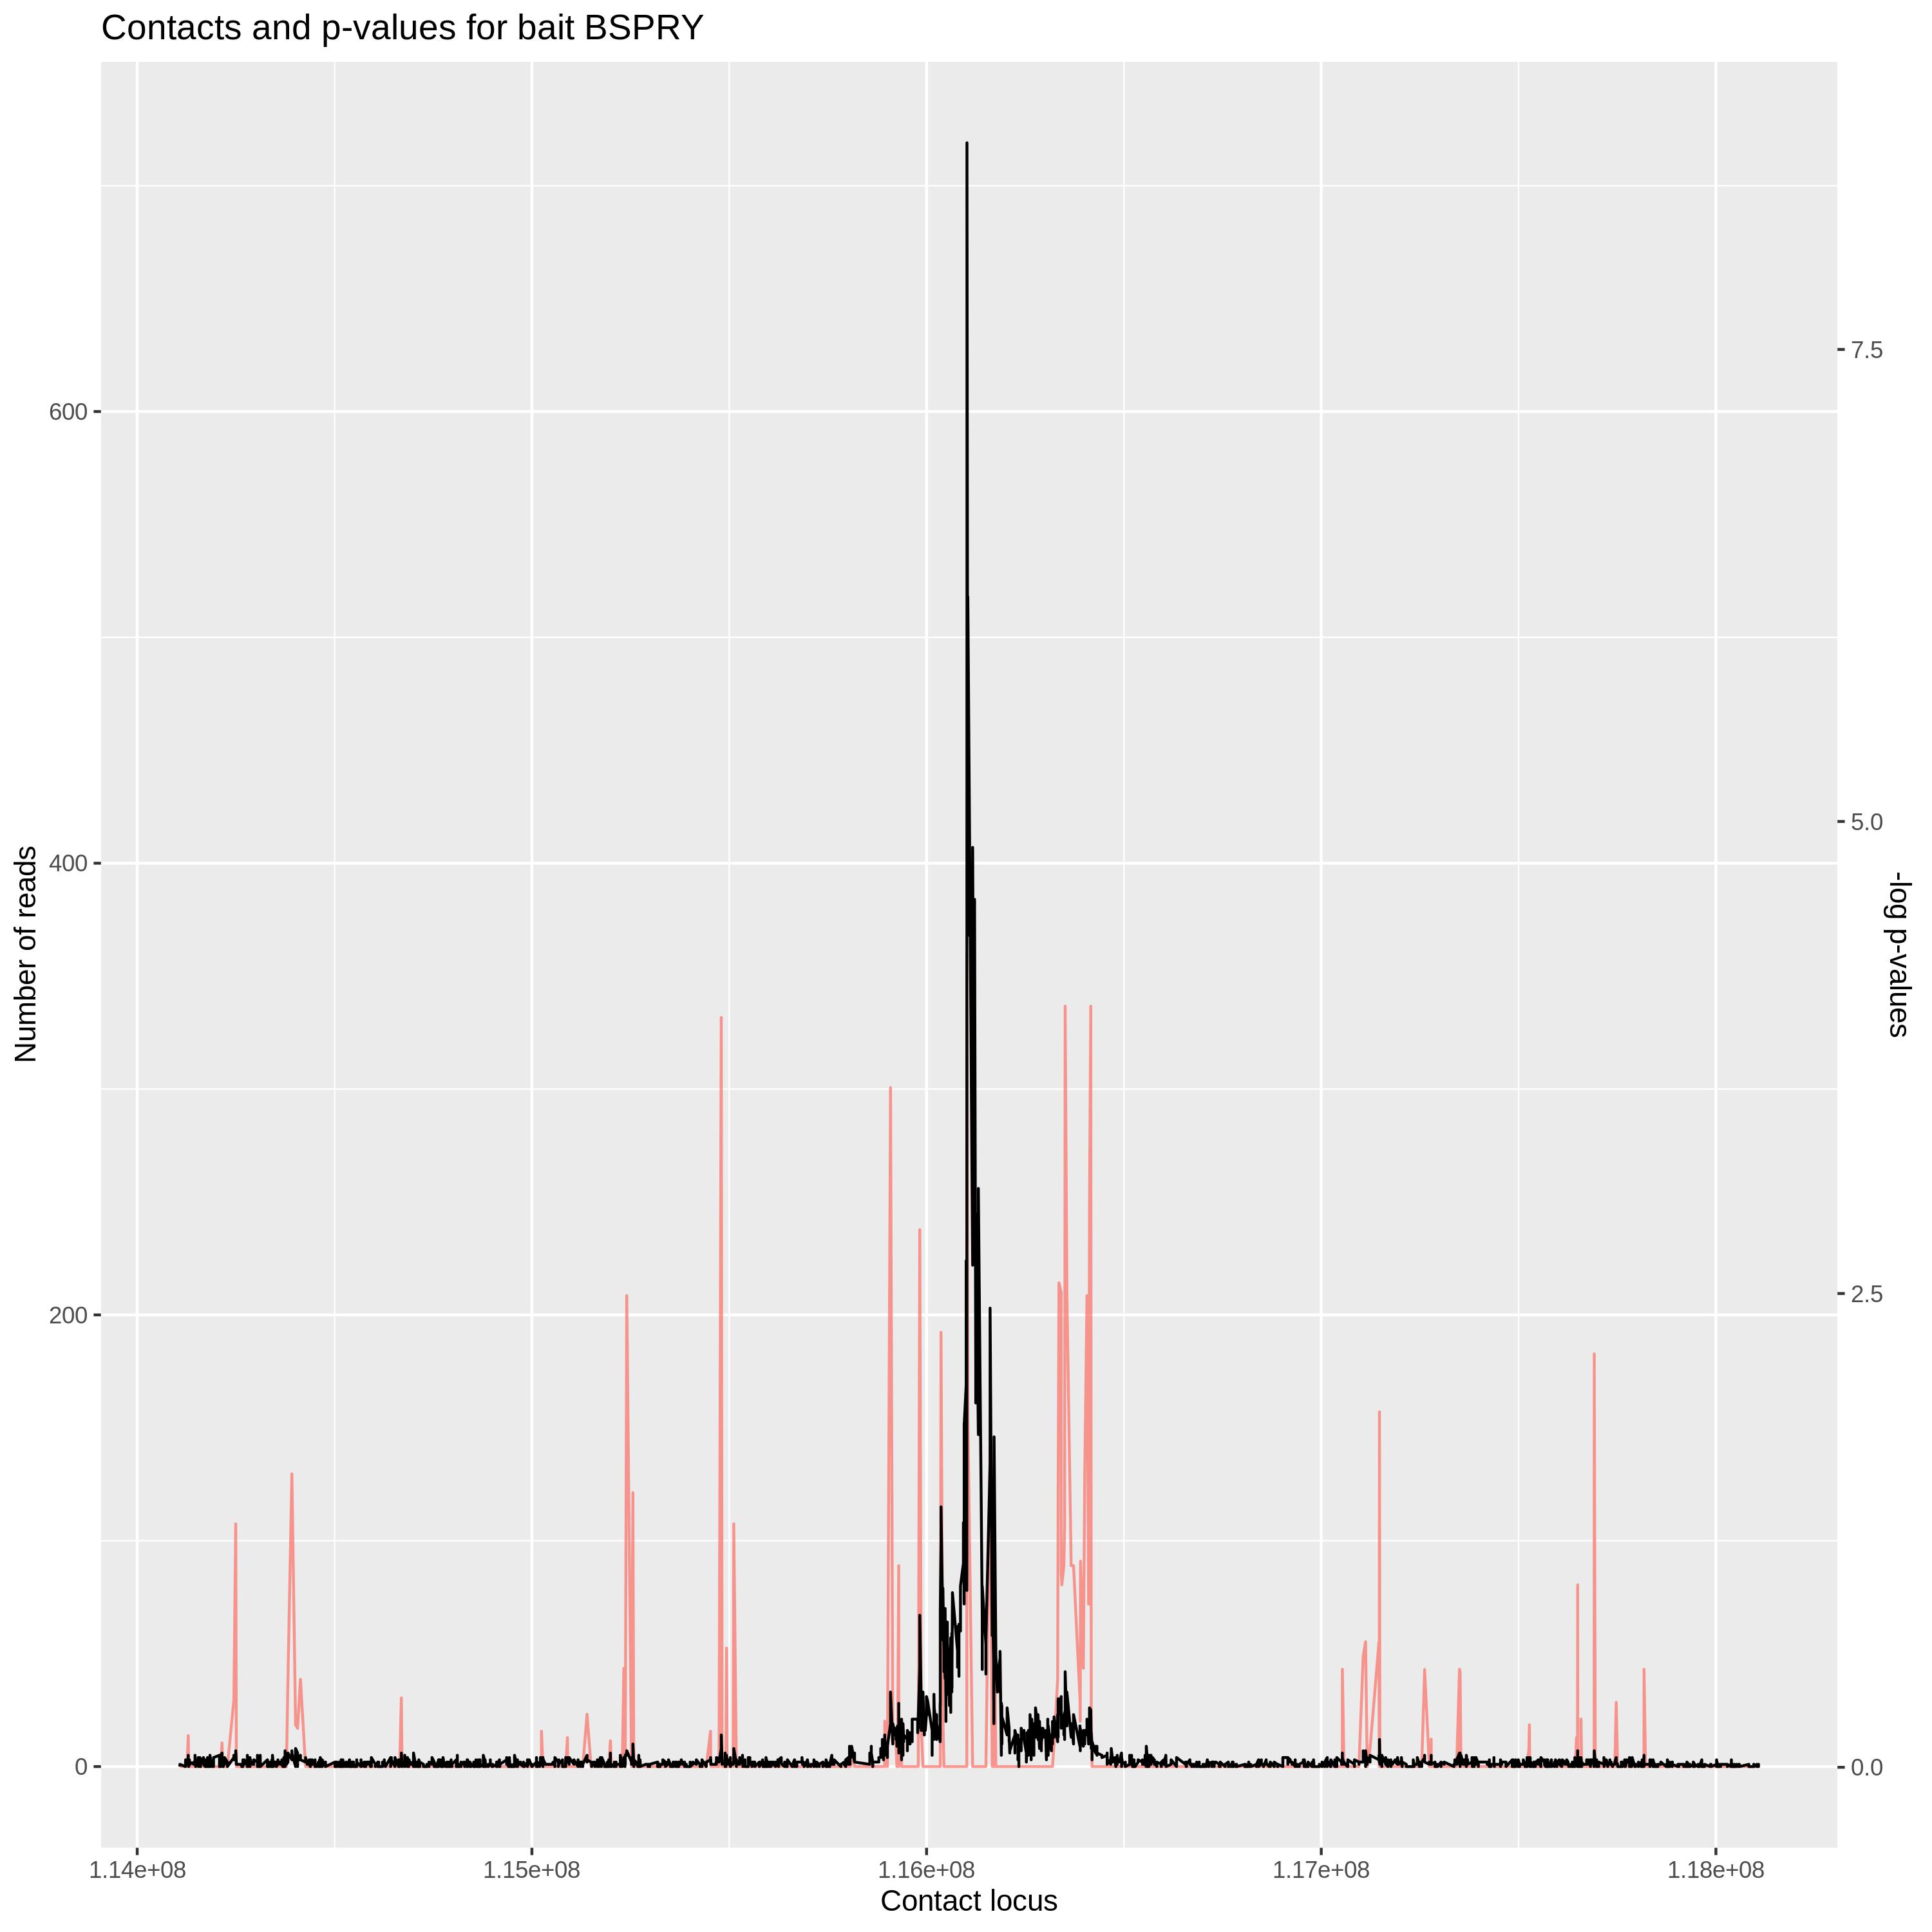 Contacts and p-values for bait BSPRY
Number of reads
600
400
200
0
7.5
5.0
2.5
0.0
-log p-values
1.14e+08
1.15e+08
1.16e+08
1.17e+08
1.18e+08
Contact locus